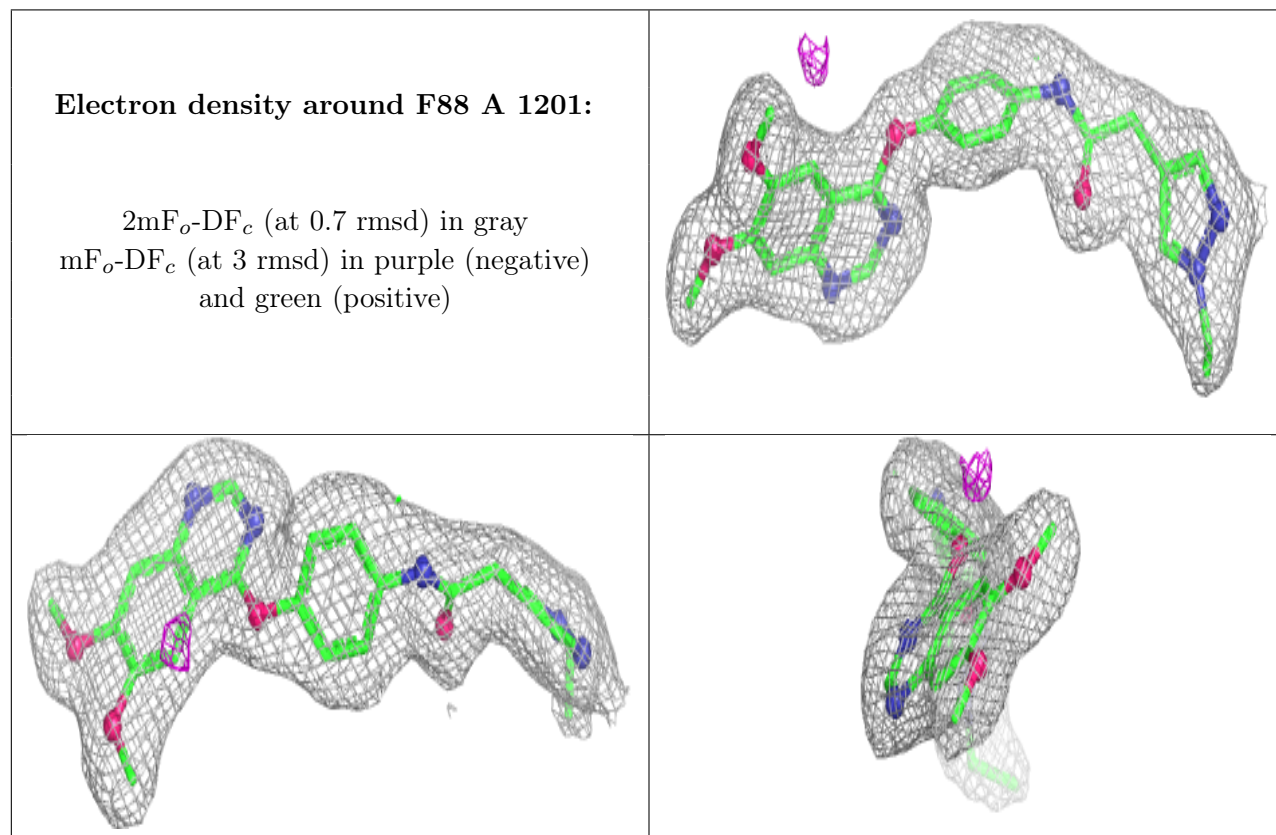 Electron density around F88 A 1201:
2mFo-DFc (at 0.7 rmsd) in gray
mFo-DFc (at 3 rmsd) in purple (negative)
and green (positive)